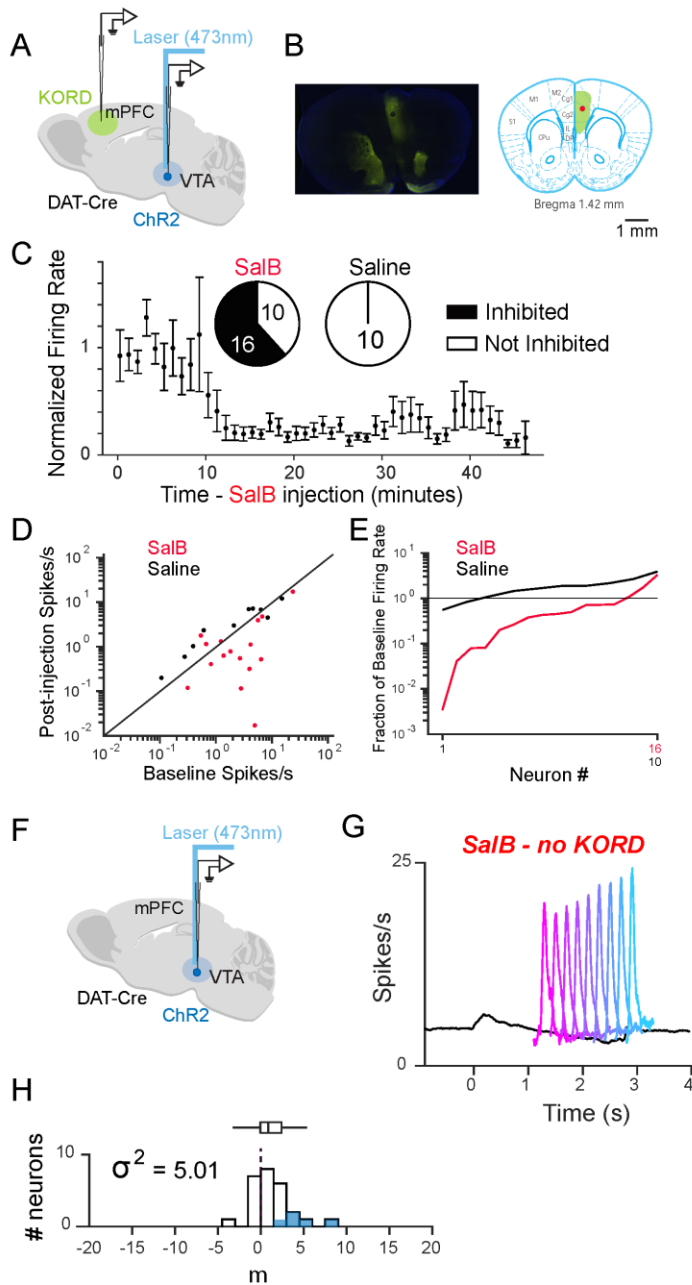 A
Laser (473nm)
KORD
mPFC
VTA
DAT-Cre
ChR2
B
M1
M2
Cg1
S1
Cg2
CPu
IL
Bregma 1.42 mm
1 mm
C
Normalized Firing Rate
1
0
SalB
Saline
10
16
10
Inhibited
Not Inhibited
0 10 20 30 40
Time - SalB injection (minutes)
D
Post-injection Spikes/s
10² 10¹ 10⁰ 10⁻¹ 10⁻²
SalB
Saline
10⁻² 10⁻¹ 10⁰ 10¹ 10²
Baseline Spikes/s
E
Fraction of Baseline Firing Rate
10¹ 10⁰ 10⁻¹ 10⁻² 10⁻³
SalB
Saline
1 16
10
Neuron #
F
Laser (473nm)
mPFC
VTA
DAT-Cre
ChR2
G
SalB - no KORD
Spikes/s
25
0
0 1 2 3 4
Time (s)
H
# neurons
10
0
σ² = 5.01
-20 -15 -10 -5 0 5 10 15 20
m